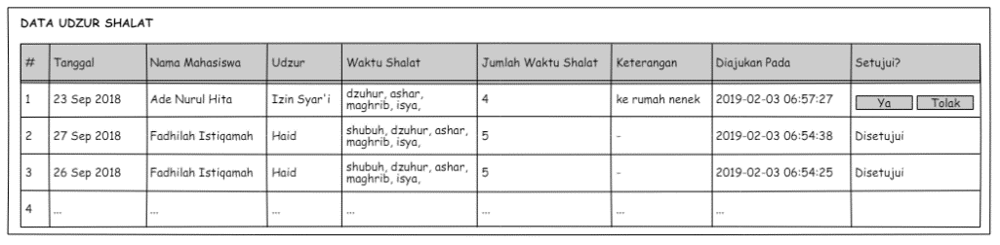 DATA UDZUR SHALAT
# Tanggal Nama Mahasiswa Udzur Waktu Shalat Jumlah Waktu Shalat Keterangan Diajukan Pada Setujui?
1 23 Sep 2018 Ade Nurul Hita Izin Syar'i dzuhur, ashar, maghrib, isya, 4 ke rumah nenek 2019-02-03 06:57:27 Ya Tolak
2 27 Sep 2018 Fadhilah Istiqamah Haid shubuh, dzuhur, ashar, maghrib, isya, 5 - 2019-02-03 06:54:38 Disetujui
3 26 Sep 2018 Fadhilah Istiqamah Haid shubuh, dzuhur, ashar, maghrib, isya, 5 - 2019-02-03 06:54:25 Disetujui
4 ... ... ... ... ... ... ...